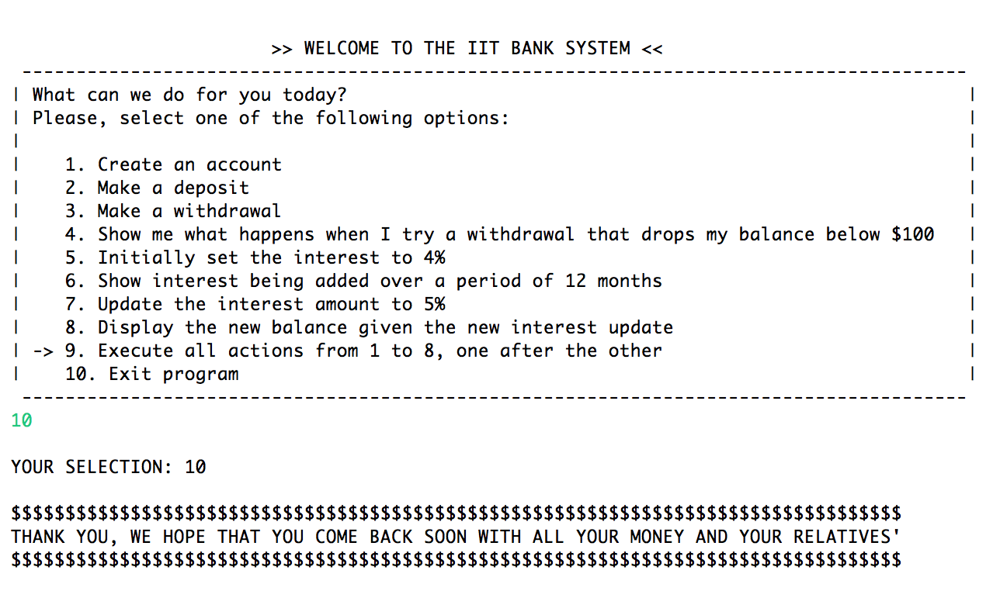 >> WELCOME TO THE IIT BANK SYSTEM <<
---------------------------------------------------------------------------------------
| What can we do for you today? |
| Please, select one of the following options: |
| |
| 1. Create an account |
| 2. Make a deposit |
| 3. Make a withdrawal |
| 4. Show me what happens when I try a withdrawal that drops my balance below $100 |
| 5. Initially set the interest to 4% |
| 6. Show interest being added over a period of 12 months |
| 7. Update the interest amount to 5% |
| 8. Display the new balance given the new interest update |
| -> 9. Execute all actions from 1 to 8, one after the other |
| 10. Exit program |
---------------------------------------------------------------------------------------
10
YOUR SELECTION: 10
$$$$$$$$$$$$$$$$$$$$$$$$$$$$$$$$$$$$$$$$$$$$$$$$$$$$$$$$$$$$$$$$$$$$$$$$$$$$$$$$$$
THANK YOU, WE HOPE THAT YOU COME BACK SOON WITH ALL YOUR MONEY AND YOUR RELATIVES'
$$$$$$$$$$$$$$$$$$$$$$$$$$$$$$$$$$$$$$$$$$$$$$$$$$$$$$$$$$$$$$$$$$$$$$$$$$$$$$$$$$